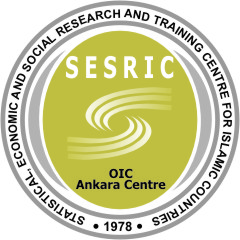 STATISTICAL, ECONOMIC AND SOCIAL RESEARCH AND TRAINING CENTRE FOR ISLAMIC COUNTRIES
SESRIC
OIC
Ankara Centre
• 1978 •